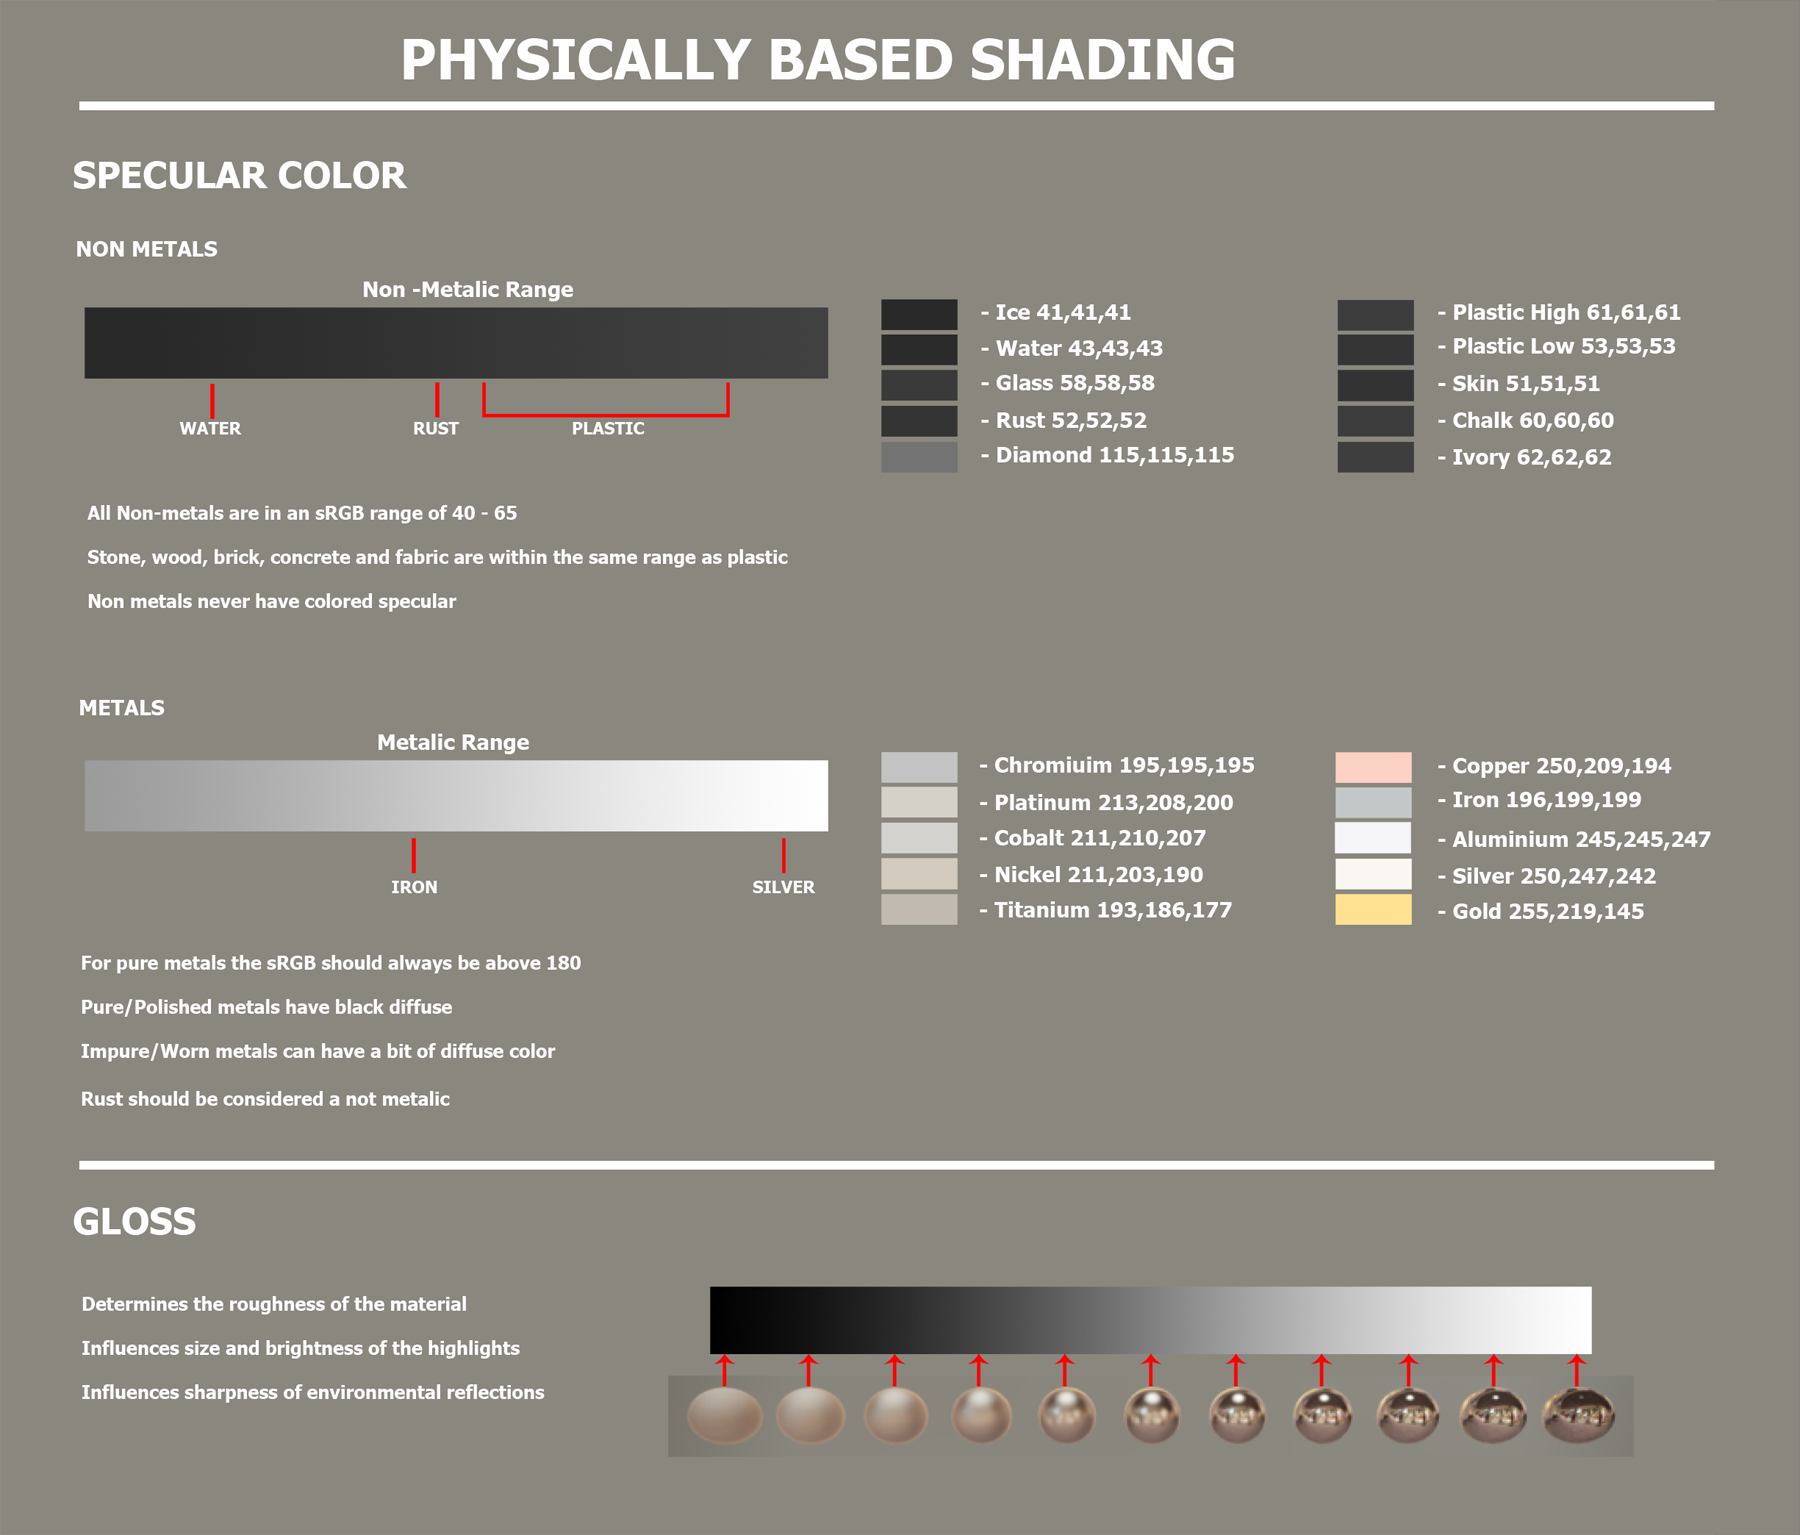 PHYSICALLY BASED SHADING
SPECULAR COLOR
NON METALS
Non -Metalic Range
WATER
RUST
PLASTIC
- Ice 41,41,41
- Water 43,43,43
- Glass 58,58,58
- Rust 52,52,52
- Diamond 115,115,115
- Plastic High 61,61,61
- Plastic Low 53,53,53
- Skin 51,51,51
- Chalk 60,60,60
- Ivory 62,62,62
All Non-metals are in an sRGB range of 40 - 65
Stone, wood, brick, concrete and fabric are within the same range as plastic
Non metals never have colored specular
METALS
Metalic Range
IRON
SILVER
- Chromiuim 195,195,195
- Platinum 213,208,200
- Cobalt 211,210,207
- Nickel 211,203,190
- Titanium 193,186,177
- Copper 250,209,194
- Iron 196,199,199
- Aluminium 245,245,247
- Silver 250,247,242
- Gold 255,219,145
For pure metals the sRGB should always be above 180
Pure/Polished metals have black diffuse
Impure/Worn metals can have a bit of diffuse color
Rust should be considered a not metalic
GLOSS
Determines the roughness of the material
Influences size and brightness of the highlights
Influences sharpness of environmental reflections